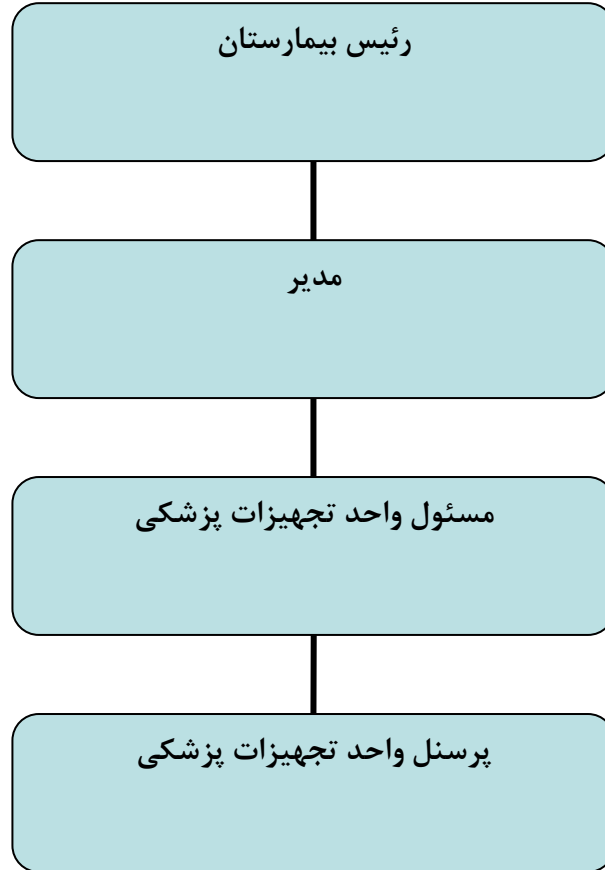 رئیس بیمارستان
مدیر
مسئول واحد تجهیزات پزشکی
پرسنل واحد تجهیزات پزشکی